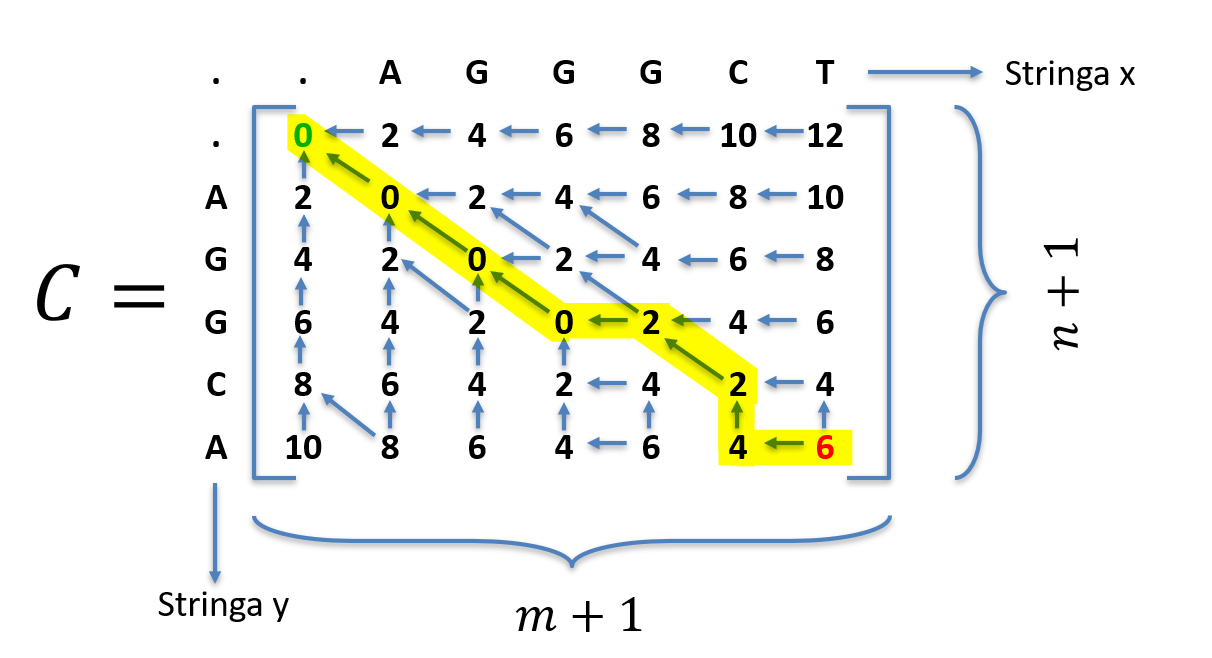 . . A G G G C T Stringa x
. 0 2 4 6 8 10 12
A 2 0 2 4 6 8 10
G 4 2 0 2 4 6 8
C = G 6 4 2 0 2 4 6
C 8 6 4 2 4 2 4
A 10 8 6 4 6 4 6
n + 1
Stringa y
m + 1